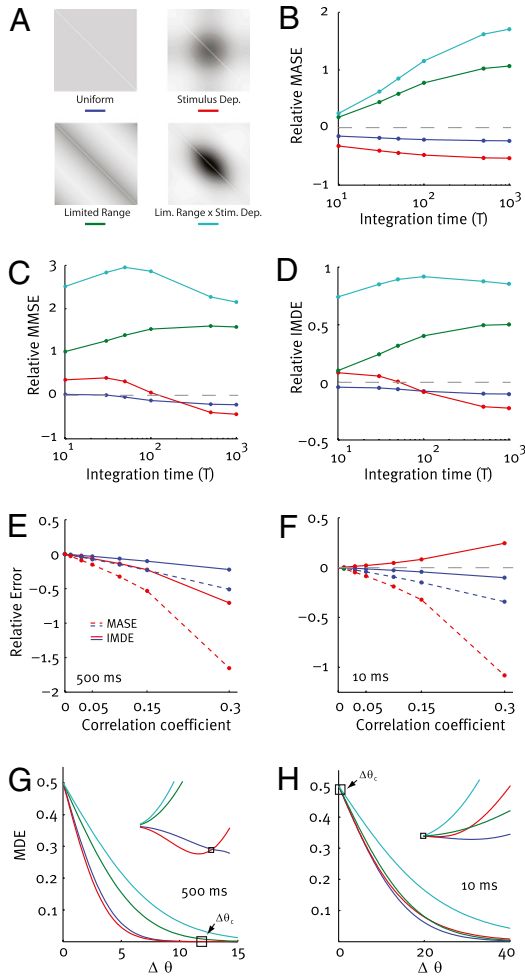 A
Uniform
Stimulus Dep.
Limited Range
Lim. Range x Stim. Dep.
B
Relative MASE
2
1
0
-1
10^1
10^2
10^3
Integration time (T)
C
Relative MMSE
3
2
1
0
-1
10^1
10^2
10^3
Integration time (T)
D
Relative IMDE
1
0.5
0
-0.5
10^1
10^2
10^3
Integration time (T)
E
Relative Error
0.5
0
-0.5
-1
-1.5
-2
MASE
IMDE
500 ms
0
0.05
0.15
0.3
Correlation coefficient
F
0.5
0
-1
10 ms
0
0.05
0.15
0.3
Correlation coefficient
G
MDE
0.5
0.4
0.3
0.2
0.1
500 ms
Δθc
0
5
10
15
Δ θ
H
0.5
0.4
0.3
0.2
0.1
Δθc
10 ms
0
20
40
Δ θ